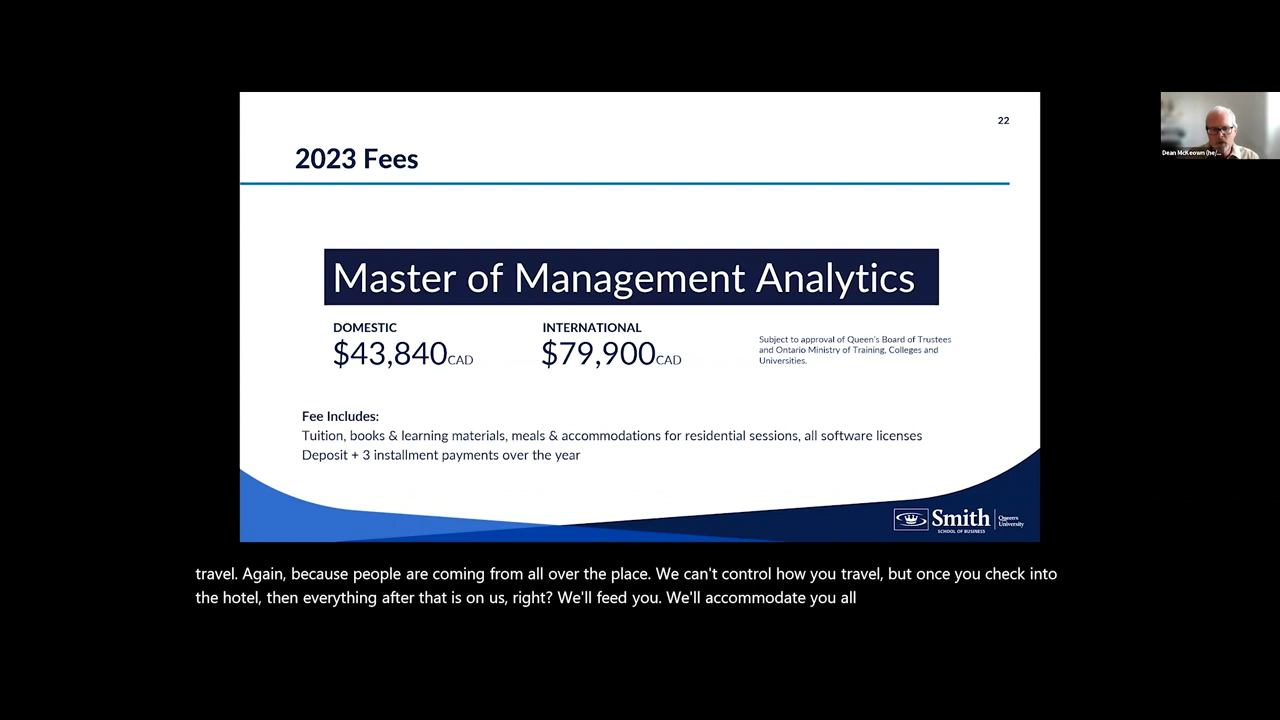 22
2023 Fees
Master of Management Analytics
DOMESTIC
$43,840CAD
INTERNATIONAL
$79,900CAD
Subject to approval of Queen's Board of Trustees
and Ontario Ministry of Training, Colleges and
Universities.
Fee Includes:
Tuition, books & learning materials, meals & accommodations for residential sessions, all software licenses
Deposit + 3 installment payments over the year
Smith
SCHOOL OF BUSINESS
Queen's
University
Dean McKeown (he/...
travel. Again, because people are coming from all over the place. We can't control how you travel, but once you check into
the hotel, then everything after that is on us, right? We'll feed you. We'll accommodate you all